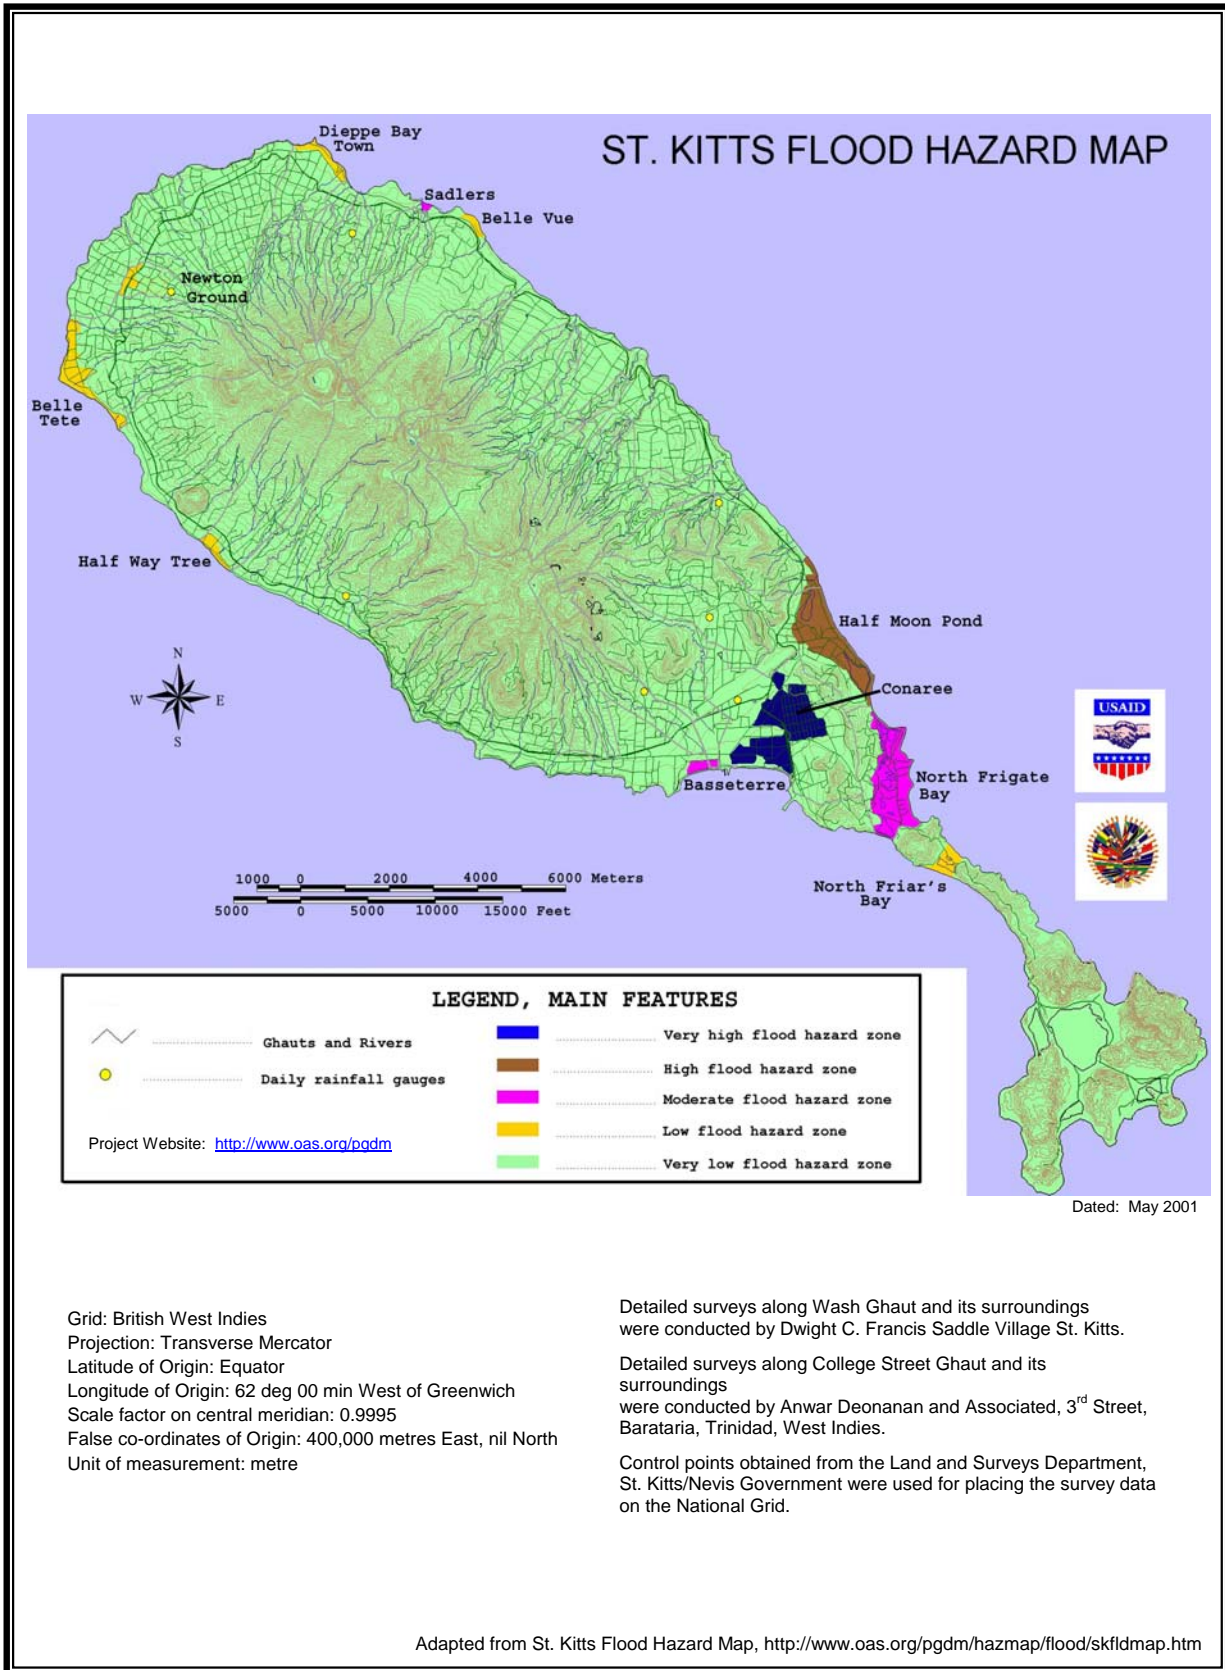 ST. KITTS FLOOD HAZARD MAP
Dieppe Bay
Town
Sadlers
Belle Vue
Newton
Ground
Belle
Tete
Half Way Tree
Half Moon Pond
N
W
E
S
Conaree
USAID
Basseterre
North Frigate
Bay
North Friar's
Bay
1000 0 2000 4000 6000 Meters
5000 0 5000 10000 15000 Feet
LEGEND, MAIN FEATURES
Ghauts and Rivers
Daily rainfall gauges
Project Website: http://www.oas.org/pgdm
Very high flood hazard zone
High flood hazard zone
Moderate flood hazard zone
Low flood hazard zone
Very low flood hazard zone
Dated: May 2001
Grid: British West Indies
Projection: Transverse Mercator
Latitude of Origin: Equator
Longitude of Origin: 62 deg 00 min West of Greenwich
Scale factor on central meridian: 0.9995
False co-ordinates of Origin: 400,000 metres East, nil North
Unit of measurement: metre
Detailed surveys along Wash Ghaut and its surroundings
were conducted by Dwight C. Francis Saddle Village St. Kitts.
Detailed surveys along College Street Ghaut and its
surroundings
were conducted by Anwar Deonanan and Associated, 3rd Street,
Barataria, Trinidad, West Indies.
Control points obtained from the Land and Surveys Department,
St. Kitts/Nevis Government were used for placing the survey data
on the National Grid.
Adapted from St. Kitts Flood Hazard Map, http://www.oas.org/pgdm/hazmap/flood/skfldmap.htm